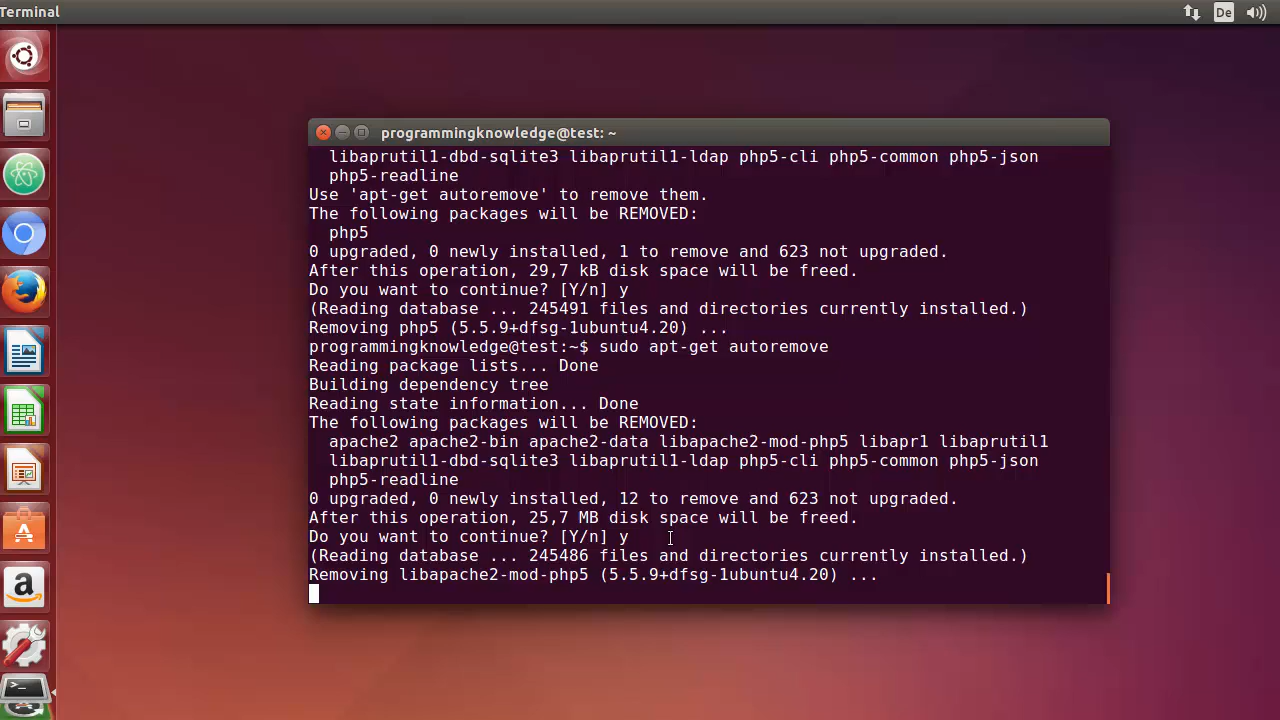 Terminal
De
programmingknowledge@test: ~
libaprutil1-dbd-sqlite3 libaprutil1-ldap php5-cli php5-common php5-json
php5-readline
Use 'apt-get autoremove' to remove them.
The following packages will be REMOVED:
php5
0 upgraded, 0 newly installed, 1 to remove and 623 not upgraded.
After this operation, 29,7 kB disk space will be freed.
Do you want to continue? [Y/n] y
(Reading database ... 245491 files and directories currently installed.)
Removing php5 (5.5.9+dfsg-1ubuntu4.20) ...
programmingknowledge@test:~$ sudo apt-get autoremove
Reading package lists... Done
Building dependency tree
Reading state information... Done
The following packages will be REMOVED:
apache2 apache2-bin apache2-data libapache2-mod-php5 libapr1 libaprutil1
libaprutil1-dbd-sqlite3 libaprutil1-ldap php5-cli php5-common php5-json
php5-readline
0 upgraded, 0 newly installed, 12 to remove and 623 not upgraded.
After this operation, 25,7 MB disk space will be freed.
Do you want to continue? [Y/n] y
(Reading database ... 245486 files and directories currently installed.)
Removing libapache2-mod-php5 (5.5.9+dfsg-1ubuntu4.20) ...